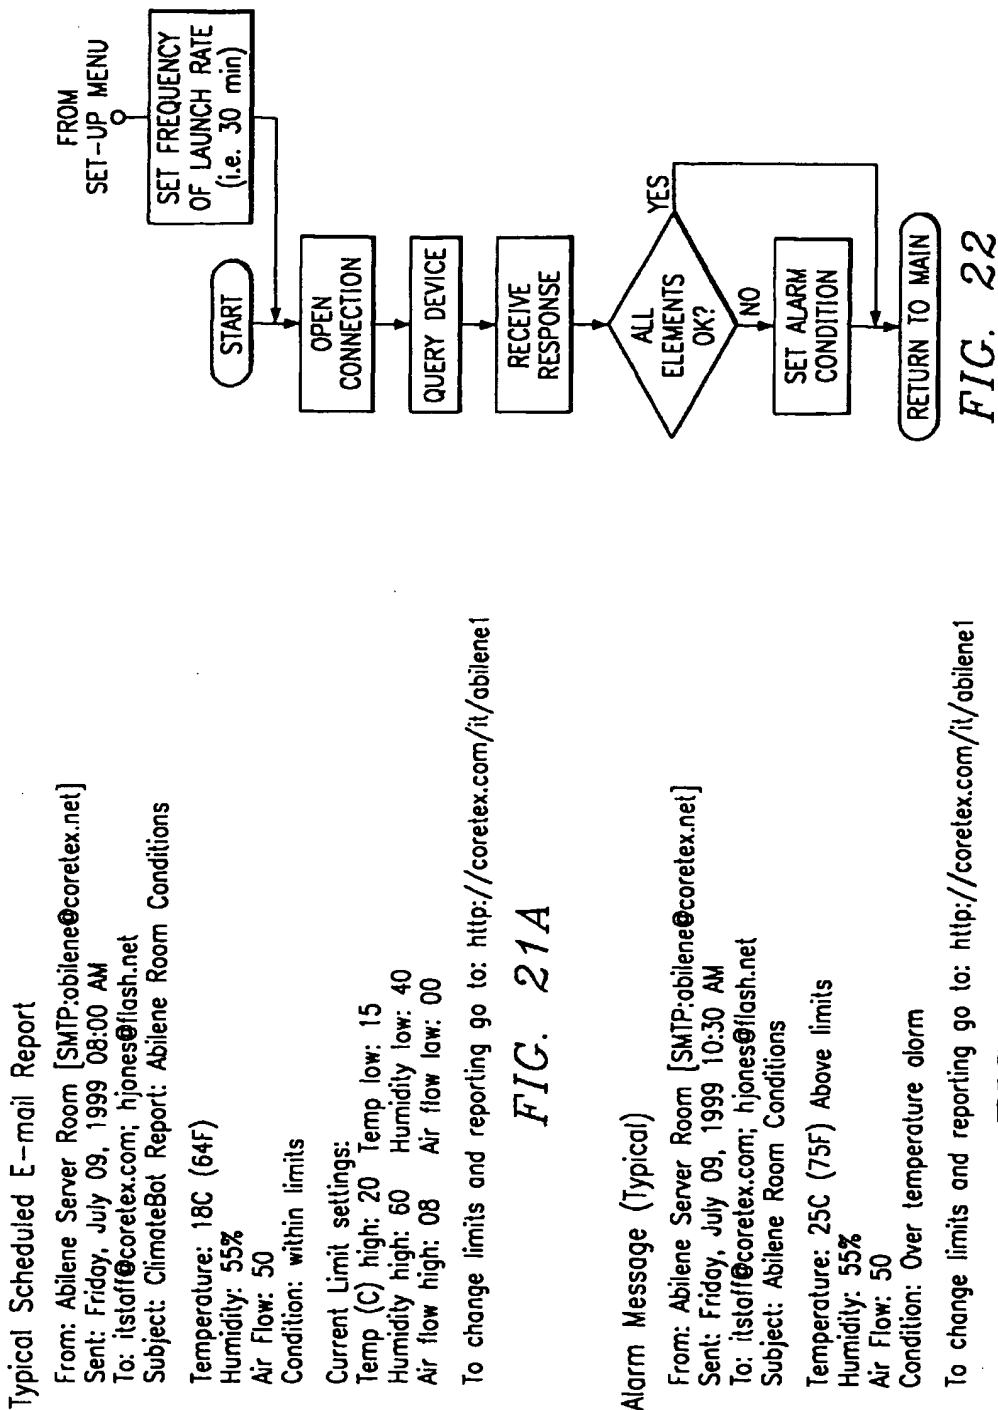 Typical Scheduled E-mail Report
From: Abilene Server Room [SMTP:abilene@coretex.net]
Sent: Friday, July 09, 1999 08:00 AM
To: itstaff@coretex.com; hjones@flash.net
Subject: ClimateBot Report: Abilene Room Conditions
Temperature: 18C (64F)
Humidity: 55%
Air Flow: 50
Condition: within limits
Current Limit settings:
Temp (C) high: 20 Temp low: 15
Humidity high: 60 Humidity low: 40
Air flow high: 08 Air flow law: 00
To change limits and reporting go to: http://coretex.com/it/abilene1
FIG. 21A
Alarm Message (Typical)
From: Abilene Server Room [SMTP:abilene@coretex.net]
Sent: Friday, July 09, 1999 10:30 AM
To: itstaff@coretex.com; hjones@flash.net
Subject: Abilene Room Conditions
Temperature: 25C (75F) Above limits
Humidity: 55%
Air Flow: 50
Condition: Over temperature alarm
To change limits and reporting go to: http://coretex.com/it/abilene1
FROM
SET-UP MENU
SET FREQUENCY
OF LAUNCH RATE
(i.e. 30 min)
START
OPEN
CONNECTION
QUERY DEVICE
RECEIVE
RESPONSE
ALL
ELEMENTS
OK?
YES
NO
SET ALARM
CONDITION
RETURN TO MAIN
FIG. 22